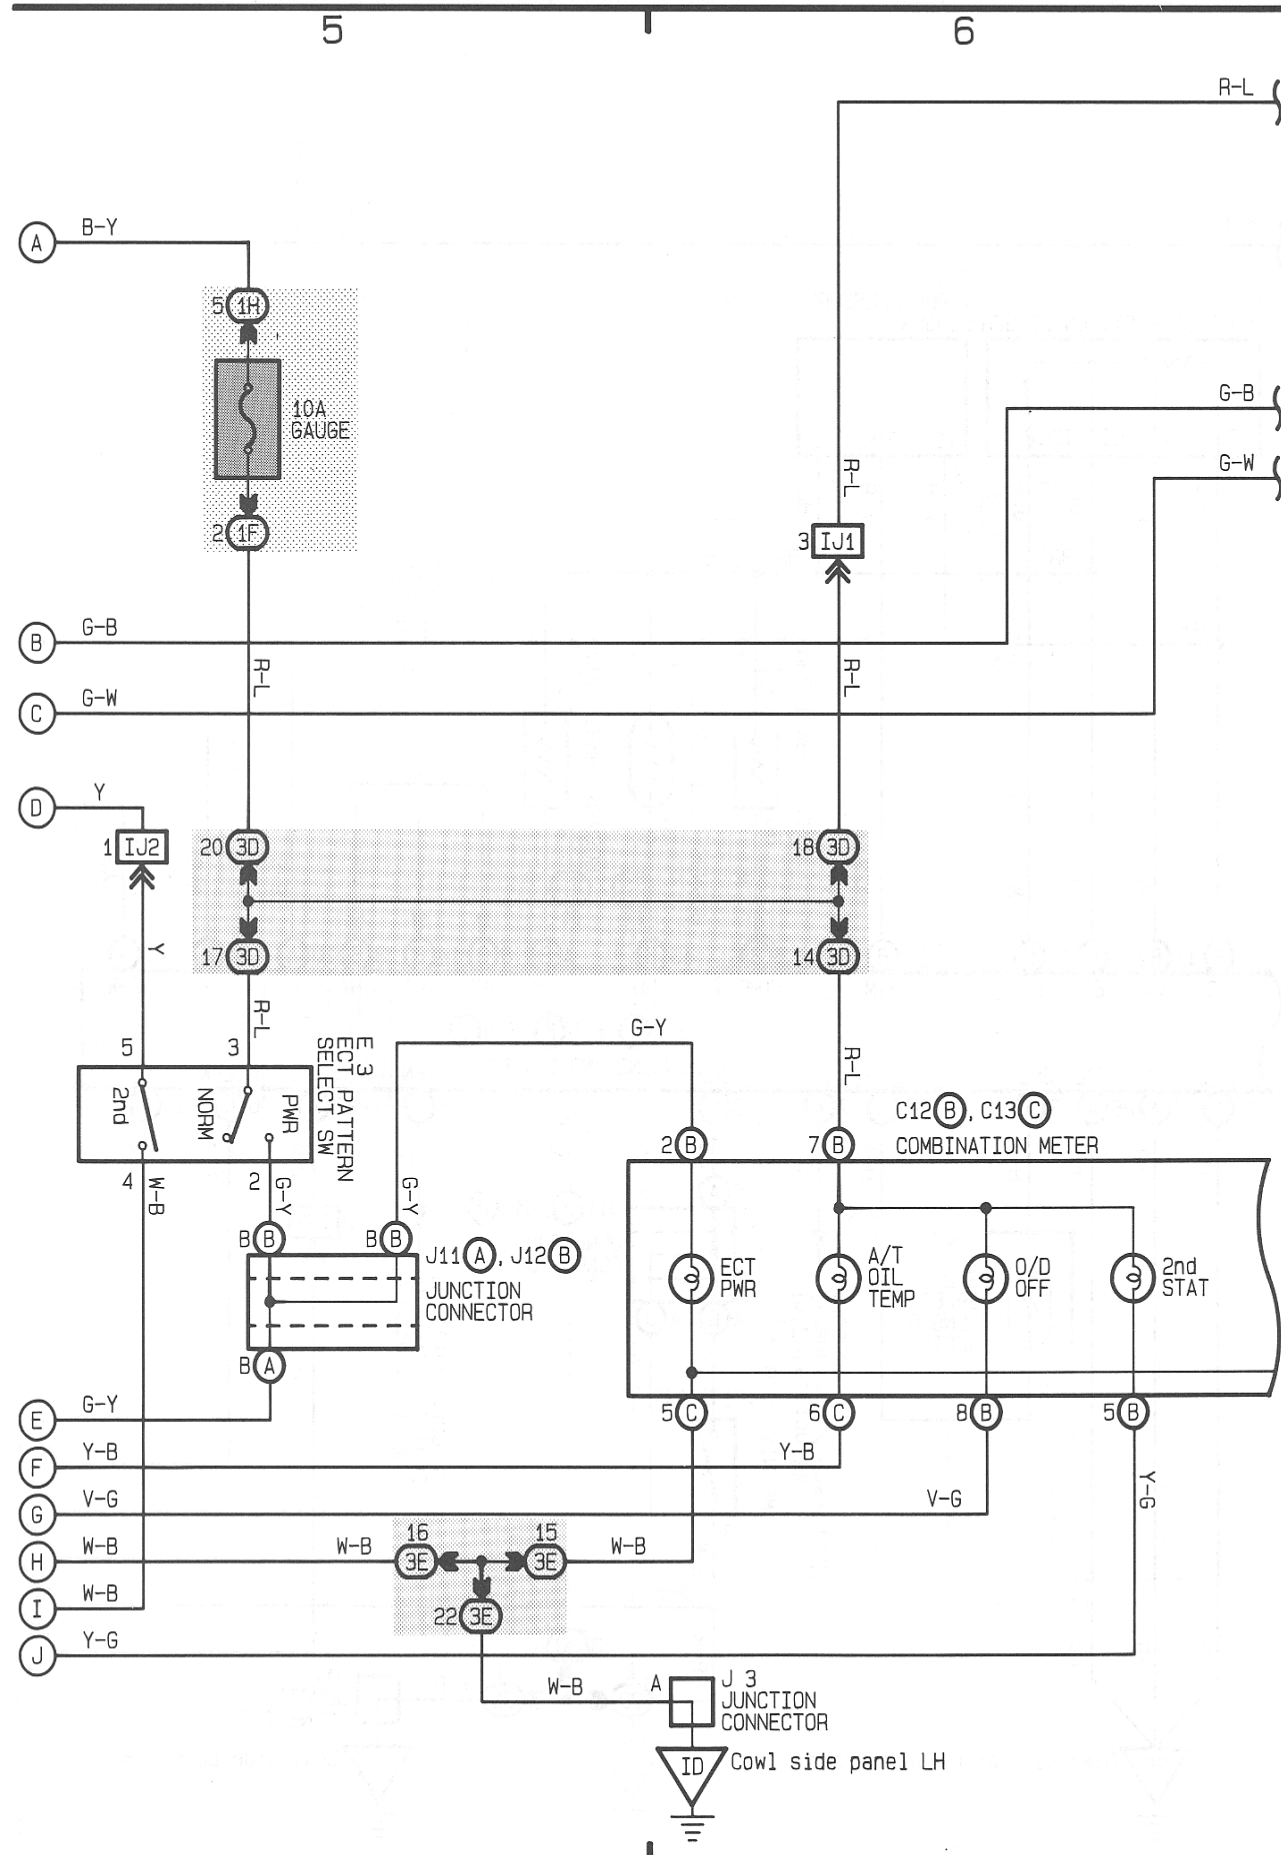 5
6
R-L
A
B-Y
5 1H
10A
GAUGE
2 1F
G-B
G-W
R-L
3 IJ1
B
G-B
R-L
R-L
C
G-W
D
Y
1 IJ2
20 3D
18 3D
Y
17 3D
14 3D
R-L
R-L
G-Y
5
3
E 3
ECT PATTERN
SELECT SW
2nd
NORM
PWR
4
W-B
2
G-Y
G-Y
C12 B, C13 C
COMBINATION METER
2 B
7 B
B B
B B
J11 A, J12 B
JUNCTION
CONNECTOR
B A
ECT
PWR
A/T
OIL
TEMP
O/D
OFF
2nd
STAT
5 C
6 C
8 B
5 B
E
G-Y
F
Y-B
Y-B
G
V-G
V-G
Y-G
H
W-B
W-B
16
3E
15
3E
W-B
I
W-B
22 3E
J
Y-G
W-B
A
J 3
JUNCTION
CONNECTOR
ID
Cowl side panel LH